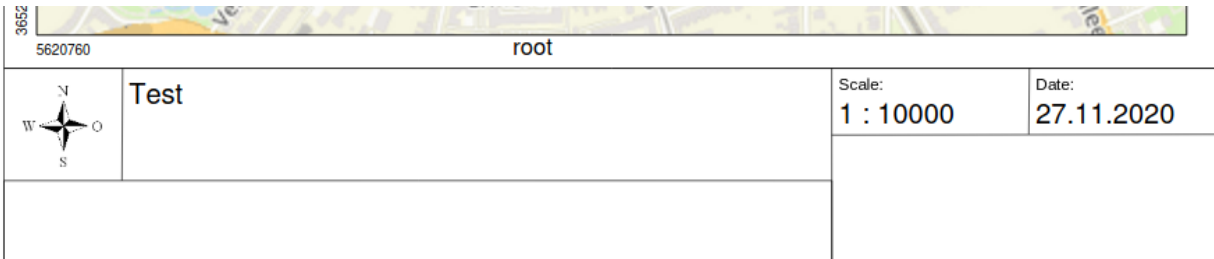 3652
5620760
root
N
W
O
S
Test
Scale:
1 : 10000
Date:
27.11.2020